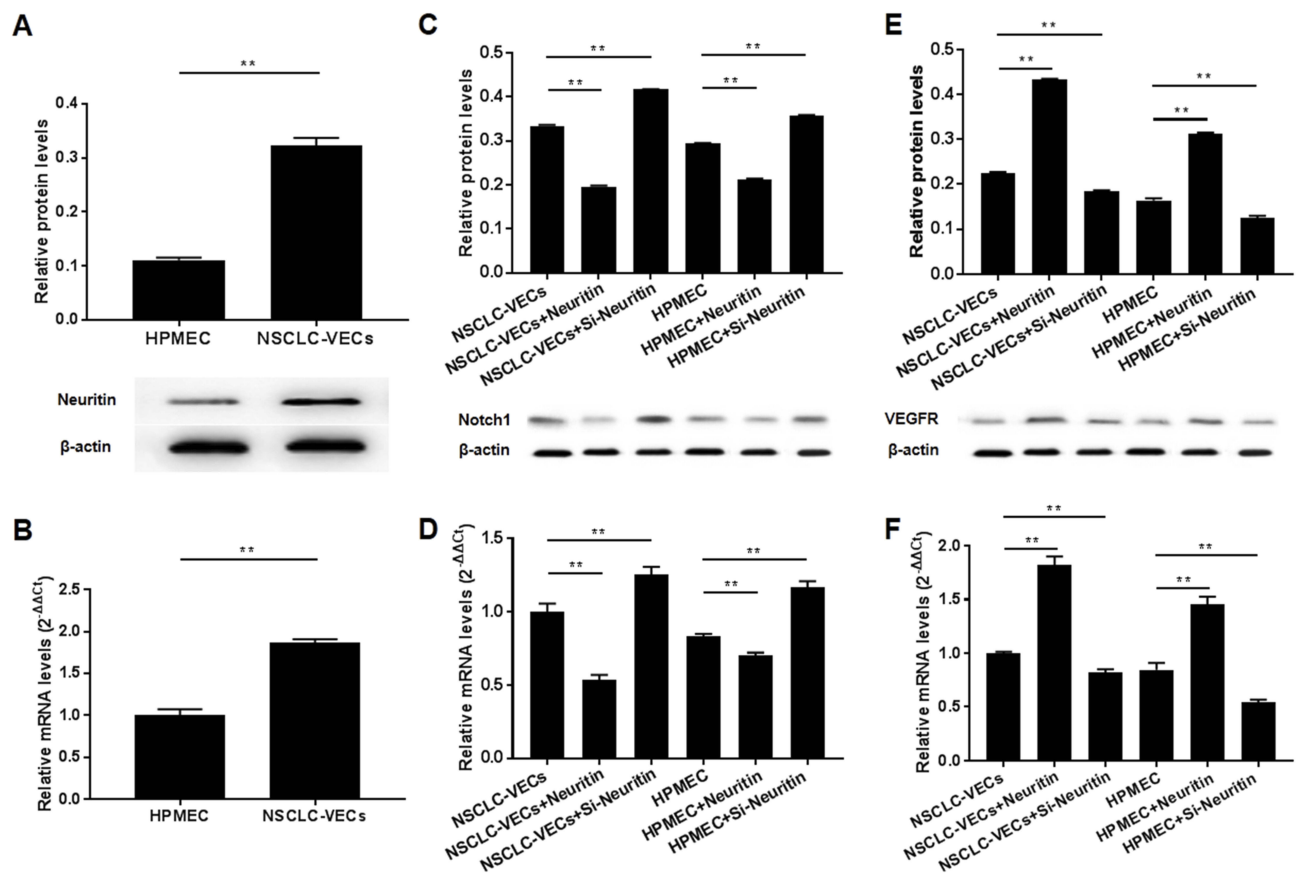 A
**
Relative protein levels
0.4
0.3
0.2
0.1
0.0
HPMEC
NSCLC-VECs
Neuritin
β-actin
B
**
Relative mRNA levels (2-ΔΔCt)
2.5
2.0
1.5
1.0
0.5
0.0
HPMEC
NSCLC-VECs
C
**
**
**
**
Relative protein levels
0.5
0.4
0.3
0.2
0.1
0.0
NSCLC-VECs
NSCLC-VECs+Neuritin
NSCLC-VECs+Si-Neuritin
HPMEC
HPMEC+Neuritin
HPMEC+Si-Neuritin
Notch1
β-actin
D
**
**
**
**
Relative mRNA levels (2-ΔΔCt)
1.5
1.0
0.5
0.0
NSCLC-VECs
NSCLC-VECs+Neuritin
NSCLC-VECs+Si-Neuritin
HPMEC
HPMEC+Neuritin
HPMEC+Si-Neuritin
E
**
**
**
**
Relative protein levels
0.5
0.4
0.3
0.2
0.1
0.0
NSCLC-VECs
NSCLC-VECs+Neuritin
NSCLC-VECs+Si-Neuritin
HPMEC
HPMEC+Neuritin
HPMEC+Si-Neuritin
VEGFR
β-actin
F
**
**
**
**
Relative mRNA levels (2-ΔΔCt)
2.0
1.5
1.0
0.5
0.0
NSCLC-VECs
NSCLC-VECs+Neuritin
NSCLC-VECs+Si-Neuritin
HPMEC
HPMEC+Neuritin
HPMEC+Si-Neuritin